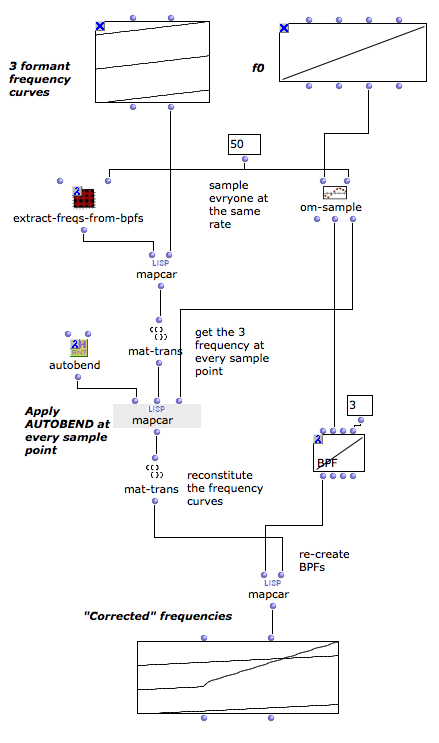 3 formant
frequency
curves
f0
50
sample
evryone at
the same
rate
extract-freqs-from-bpfs
om-sample
LISP
mapcar
mat-trans
get the 3
frequency at
every sample
point
autobend
3
Apply
AUTOBEND at
every sample
point
LISP
mapcar
BPF
mat-trans
reconstitute
the frequency
curves
re-create
BPFs
LISP
mapcar
"Corrected" frequencies